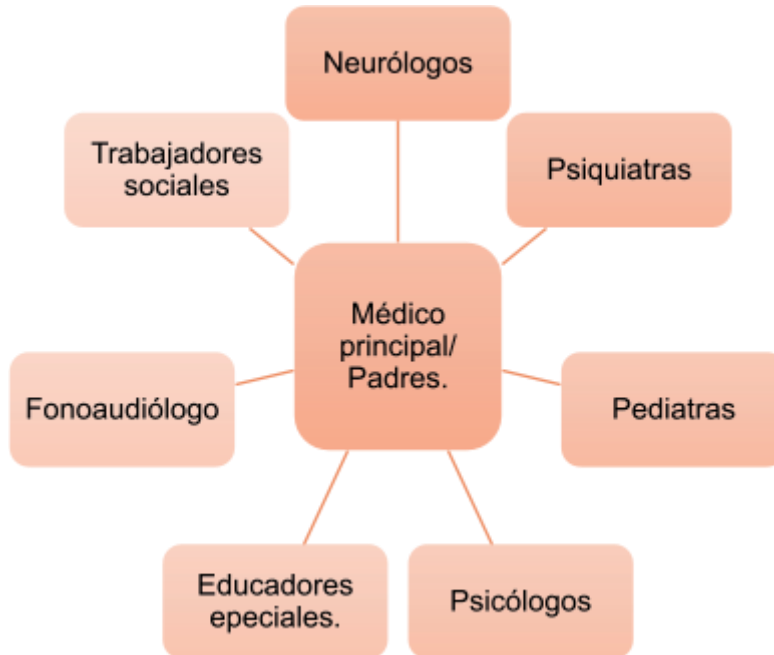 Neurólogos
Psiquiatras
Pediatras
Psicólogos
Educadores
epeciales.
Fonoaudiólogo
Trabajadores
sociales
Médico
principal/
Padres.